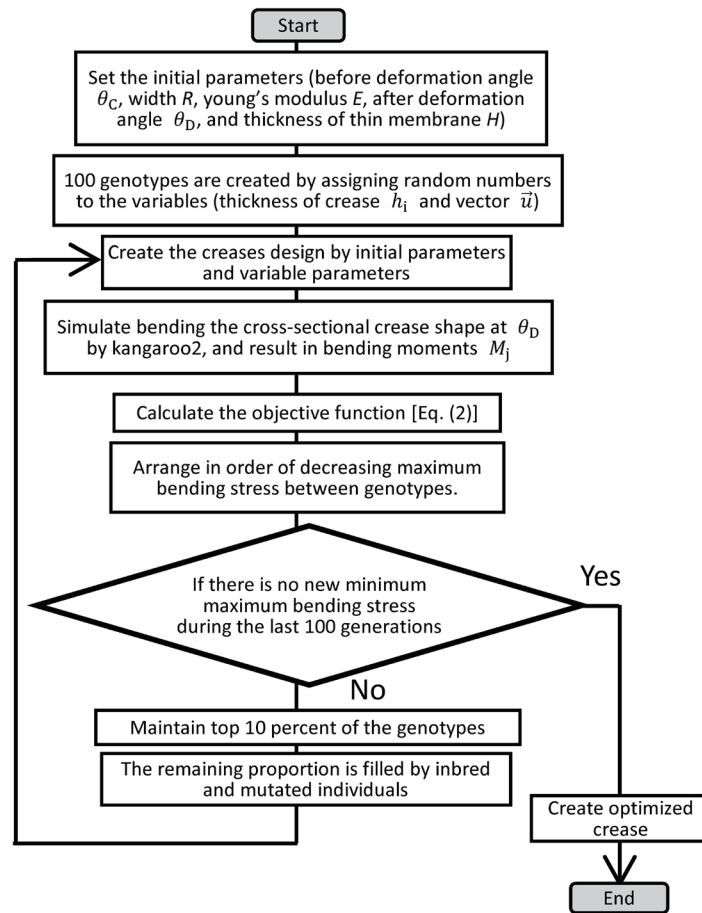 Start
Set the initial parameters (before deformation angle
θC, width R, young's modulus E, after deformation
angle θD, and thickness of thin membrane H)
100 genotypes are created by assigning random numbers
to the variables (thickness of crease hi and vector u⃗)
Create the creases design by initial parameters
and variable parameters
Simulate bending the cross-sectional crease shape at θD
by kangaroo2, and result in bending moments Mj
Calculate the objective function [Eq. (2)]
Arrange in order of decreasing maximum
bending stress between genotypes.
If there is no new minimum
maximum bending stress
during the last 100 generations
Yes
No
Maintain top 10 percent of the genotypes
The remaining proportion is filled by inbred
and mutated individuals
Create optimized
crease
End